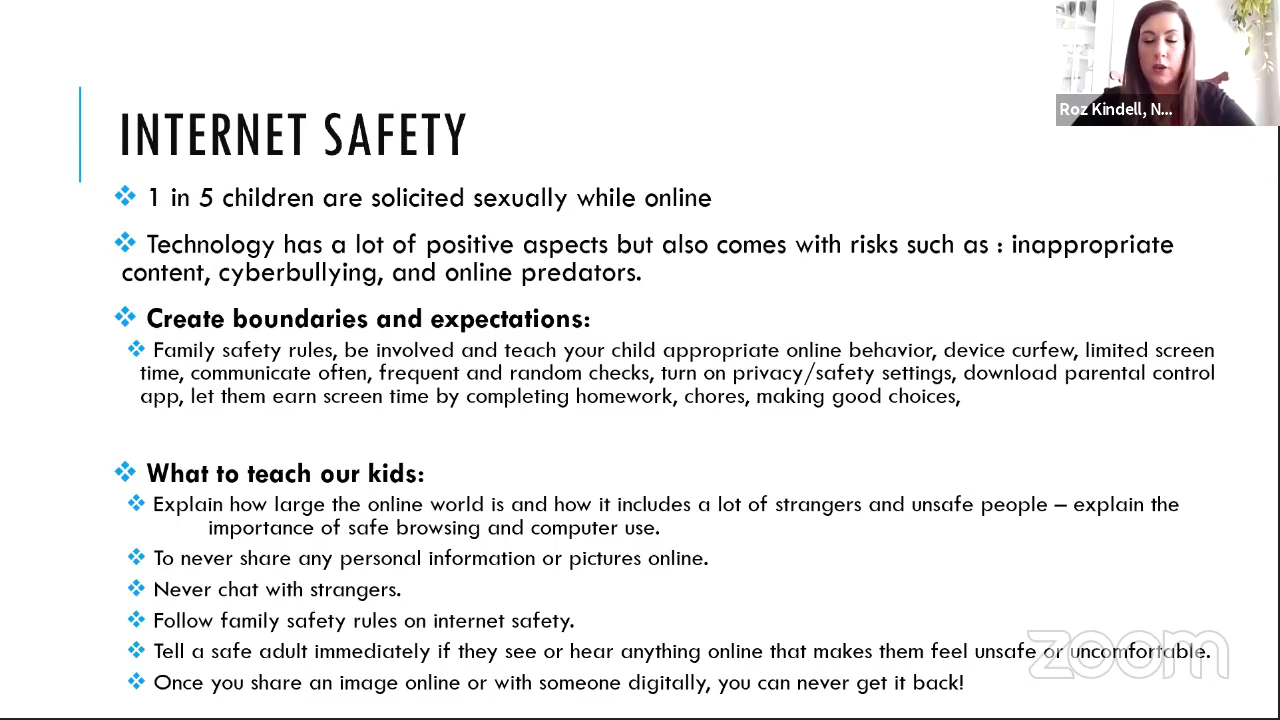 Roz Kindell, N...
INTERNET SAFETY
❖ 1 in 5 children are solicited sexually while online
❖ Technology has a lot of positive aspects but also comes with risks such as : inappropriate
content, cyberbullying, and online predators.
❖ Create boundaries and expectations:
❖ Family safety rules, be involved and teach your child appropriate online behavior, device curfew, limited screen
time, communicate often, frequent and random checks, turn on privacy/safety settings, download parental control
app, let them earn screen time by completing homework, chores, making good choices,
❖ What to teach our kids:
❖ Explain how large the online world is and how it includes a lot of strangers and unsafe people – explain the
importance of safe browsing and computer use.
❖ To never share any personal information or pictures online.
❖ Never chat with strangers.
❖ Follow family safety rules on internet safety.
❖ Tell a safe adult immediately if they see or hear anything online that makes them feel unsafe or uncomfortable.
❖ Once you share an image online or with someone digitally, you can never get it back!
zoom